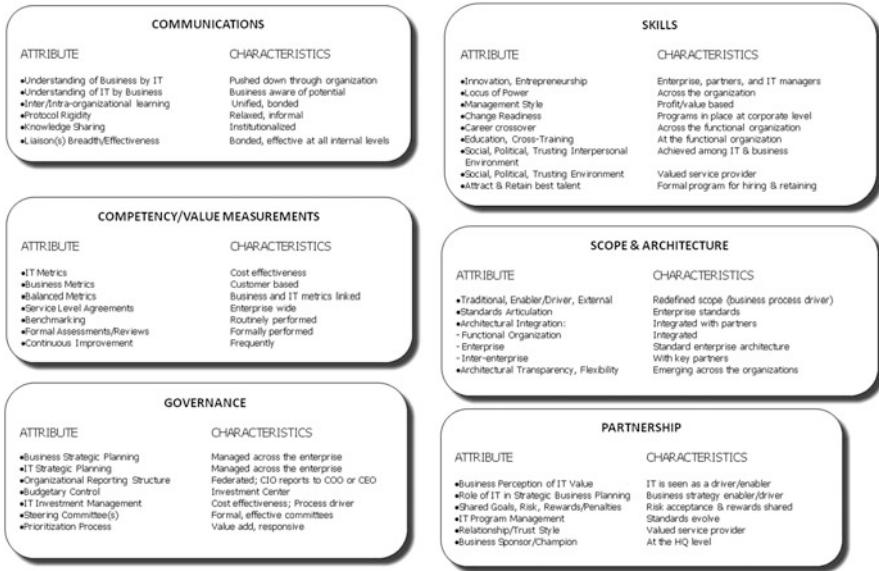 COMMUNICATIONS
ATTRIBUTE CHARACTERISTICS
•Understanding of Business by IT Pushed down through organization
•Understanding of IT by Business Business aware of potential
•Inter/Intra-organizational learning Unified, bonded
•Protocol Rigidity Relaxed, informal
•Knowledge Sharing Institutionalized
•Liaison(s) Breadth/Effectiveness Bonded, effective at all internal levels
COMPETENCY/VALUE MEASUREMENTS
ATTRIBUTE CHARACTERISTICS
•IT Metrics Cost effectiveness
•Business Metrics Customer based
•Balanced Metrics Business and IT metrics linked
•Service Level Agreements Enterprise wide
•Benchmarking Routinely performed
•Formal Assessments/Reviews Formally performed
•Continuous Improvement Frequently
GOVERNANCE
ATTRIBUTE CHARACTERISTICS
•Business Strategic Planning Managed across the enterprise
•IT Strategic Planning Managed across the enterprise
•Organizational Reporting Structure Federated; CIO reports to COO or CEO
•Budgetary Control Investment Center
•IT Investment Management Cost effectiveness; Process driver
•Steering Committee(s) Formal, effective committees
•Prioritization Process Value add, responsive
SKILLS
ATTRIBUTE CHARACTERISTICS
•Innovation, Entrepreneurship Enterprise, partners, and IT managers
•Locus of Power Across the organization
•Management Style Profit/value based
•Change Readiness Programs in place at corporate level
•Career crossover Across the functional organization
•Education, Cross-Training At the functional organization
•Social, Political, Trusting Interpersonal Achieved among IT & business
Environment
•Social, Political, Trusting Environment Valued service provider
•Attract & Retain best talent Formal program for hiring & retaining
SCOPE & ARCHITECTURE
ATTRIBUTE CHARACTERISTICS
•Traditional, Enabler/Driver, External Redefined scope (business process driver)
•Standards Articulation Enterprise standards
•Architectural Integration: Integrated with partners
- Functional Organization Integrated
- Enterprise Standard enterprise architecture
- Inter-enterprise With key partners
•Architectural Transparency, Flexibility Emerging across the organizations
PARTNERSHIP
ATTRIBUTE CHARACTERISTICS
•Business Perception of IT Value IT is seen as a driver/enabler
•Role of IT in Strategic Business Planning Business strategy enabler/driver
•Shared Goals, Risk, Rewards/Penalties Risk acceptance & rewards shared
•IT Program Management Standards evolve
•Relationship/Trust Style Valued service provider
•Business Sponsor/Champion At the HQ level